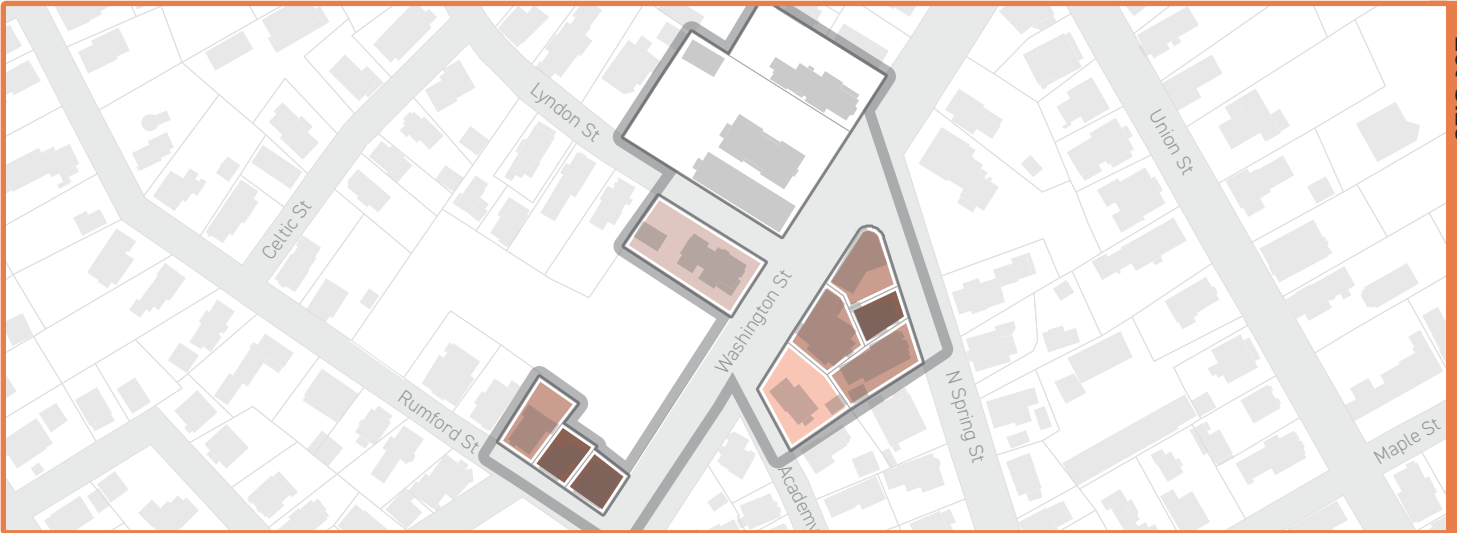 Lyndon St
Union St
Celtic St
Washington St
Rumford St
N Spring St
Maple St
Academy